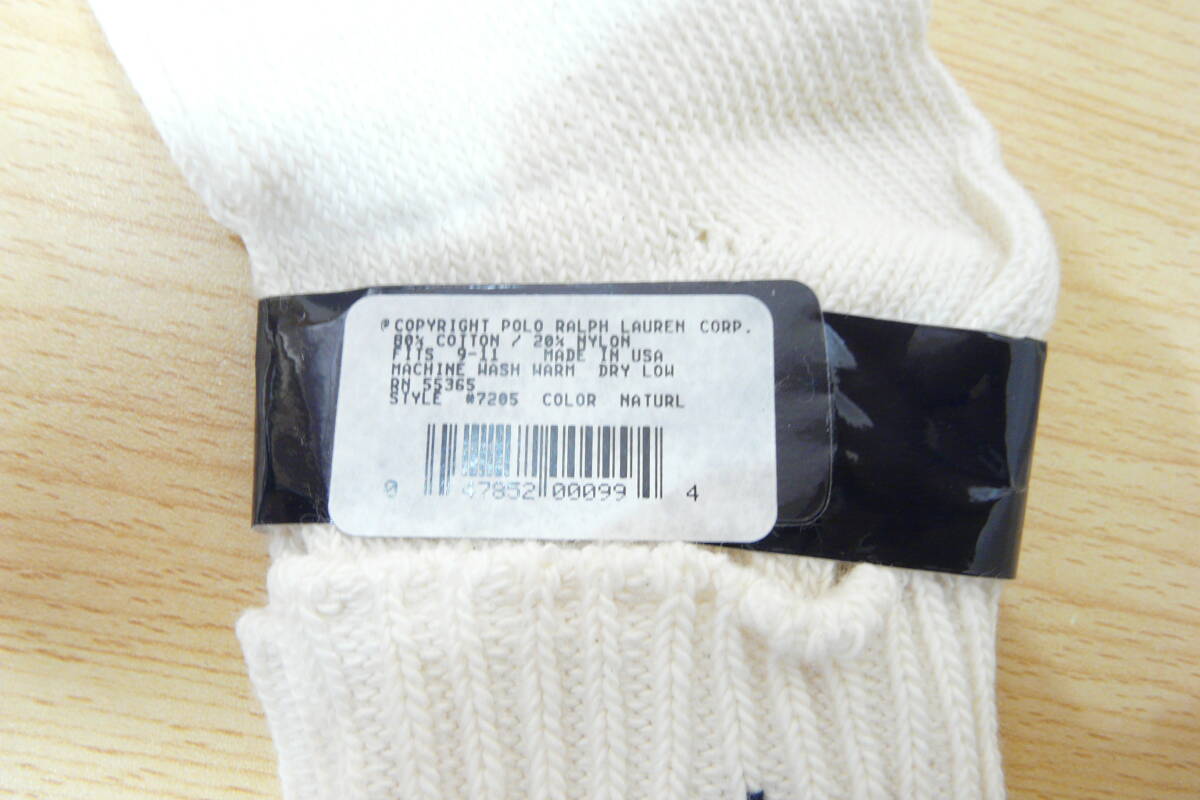 ©COPYRIGHT POLO RALPH LAUREN CORP.
80% COTTON / 20% NYLON
FITS 9-11 MADE IN USA
MACHINE WASH WARM DRY LOW
RN 55365
STYLE #7205 COLOR NATURL
0 47852 00099 4